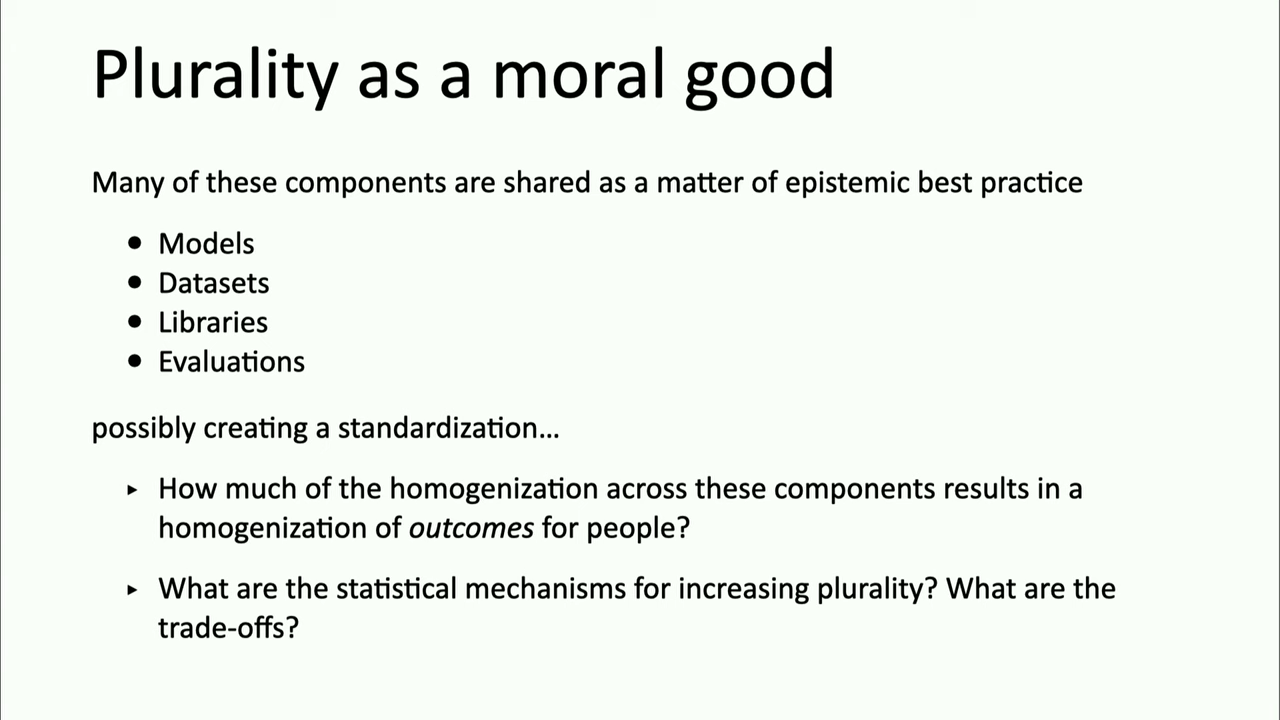 Plurality as a moral good
Many of these components are shared as a matter of epistemic best practice
● Models
● Datasets
● Libraries
● Evaluations
possibly creating a standardization...
▸ How much of the homogenization across these components results in a
homogenization of outcomes for people?
▸ What are the statistical mechanisms for increasing plurality? What are the
trade-offs?